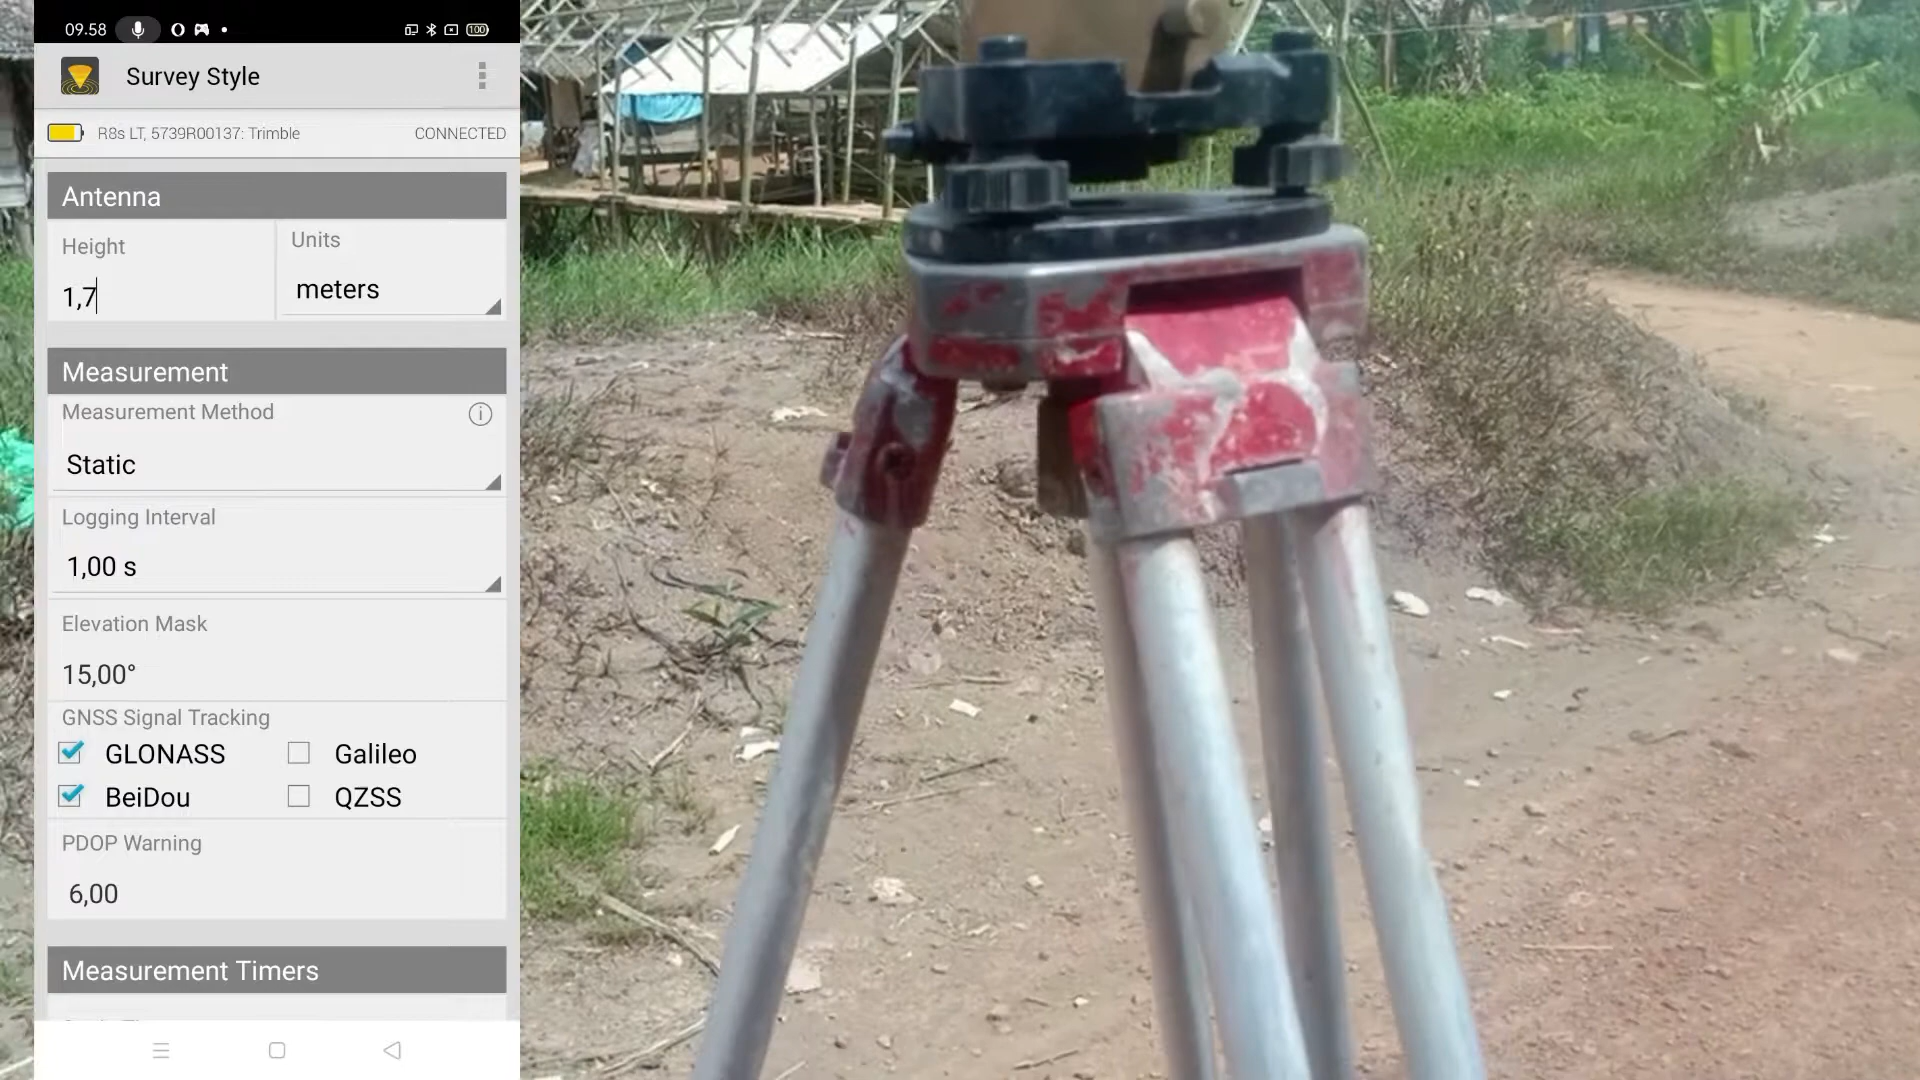 09.58
100
Survey Style
R8s LT, 5739R00137: Trimble
CONNECTED
Antenna
Height
Units
1,7
meters
Measurement
Measurement Method
Static
Logging Interval
1,00 s
Elevation Mask
15,00°
GNSS Signal Tracking
GLONASS
Galileo
BeiDou
QZSS
PDOP Warning
6,00
Measurement Timers